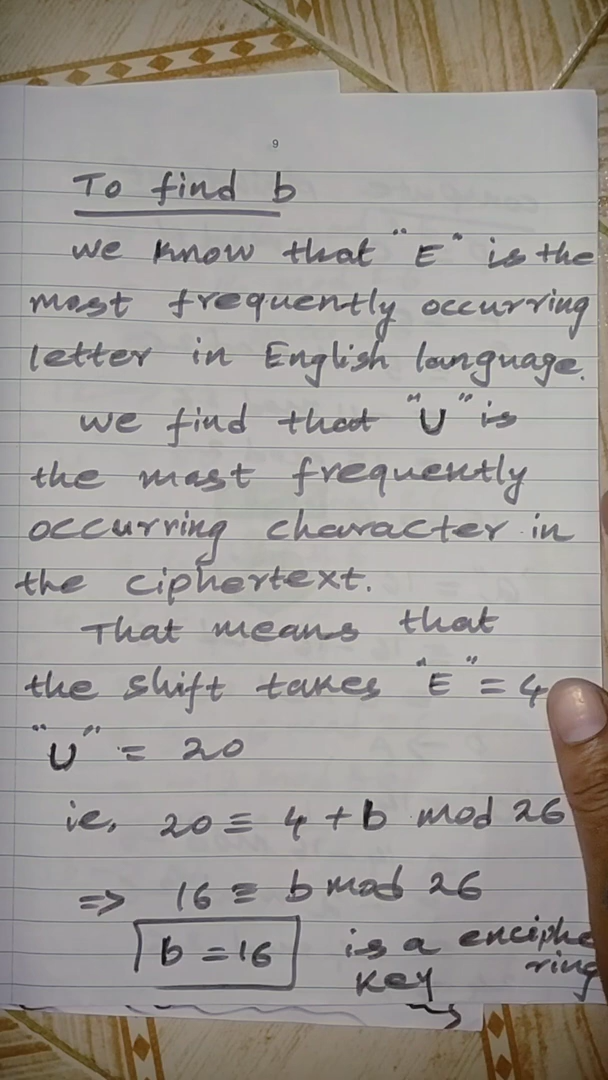 9
To find b
we know that "E" is the
most frequently occurring
letter in English language.
we find that "U" is
the most frequently
occurring character in
the ciphertext.
That means that
the shift takes "E" = 4
"U" = 20
ie, 20 ≡ 4 + b mod 26
=> 16 ≡ b mod 26
b = 16 is a enciphe
ring
key